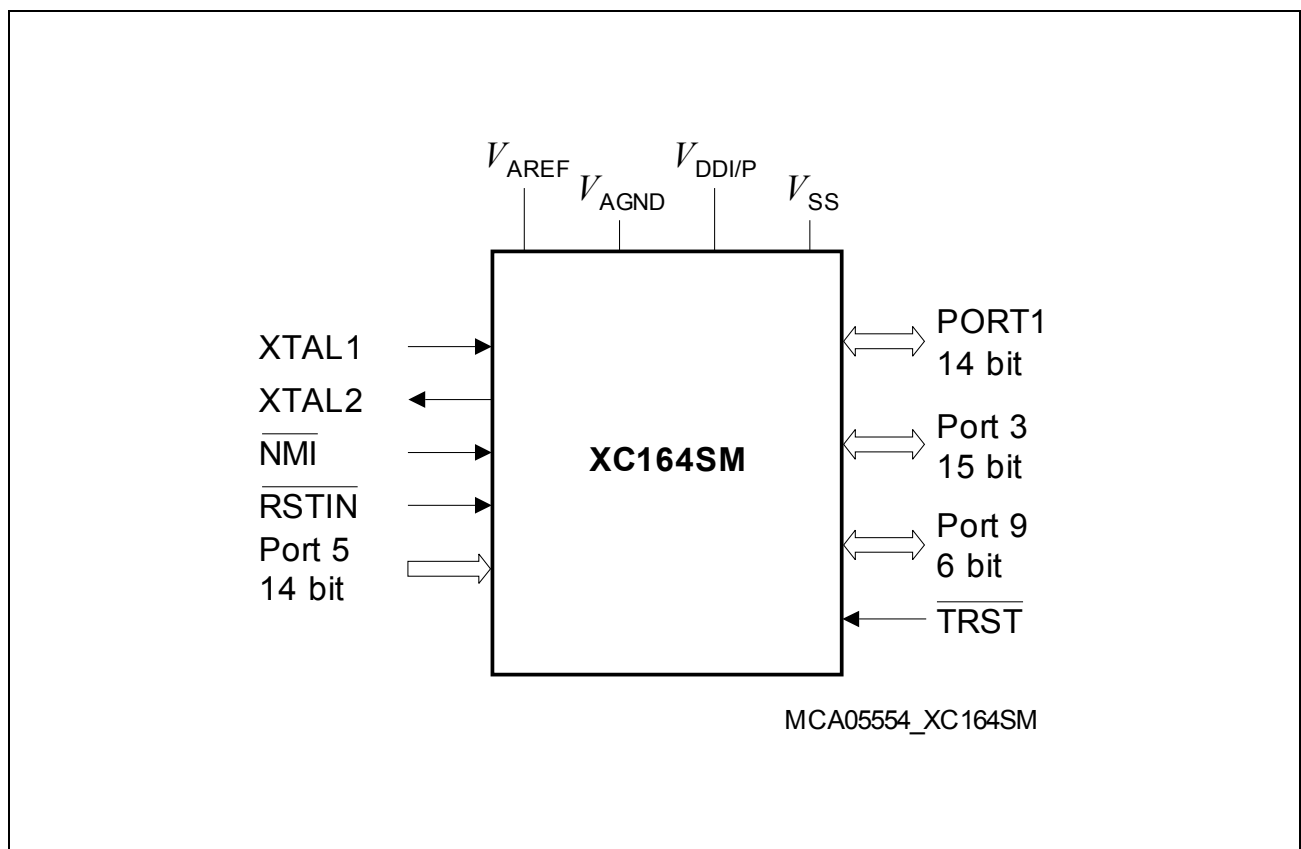 VAREF
VAGND
VDDI/P
VSS
XTAL1
XTAL2
NMI
RSTIN
Port 5
14 bit
XC164SM
PORT1
14 bit
Port 3
15 bit
Port 9
6 bit
TRST
MCA05554_XC164SM